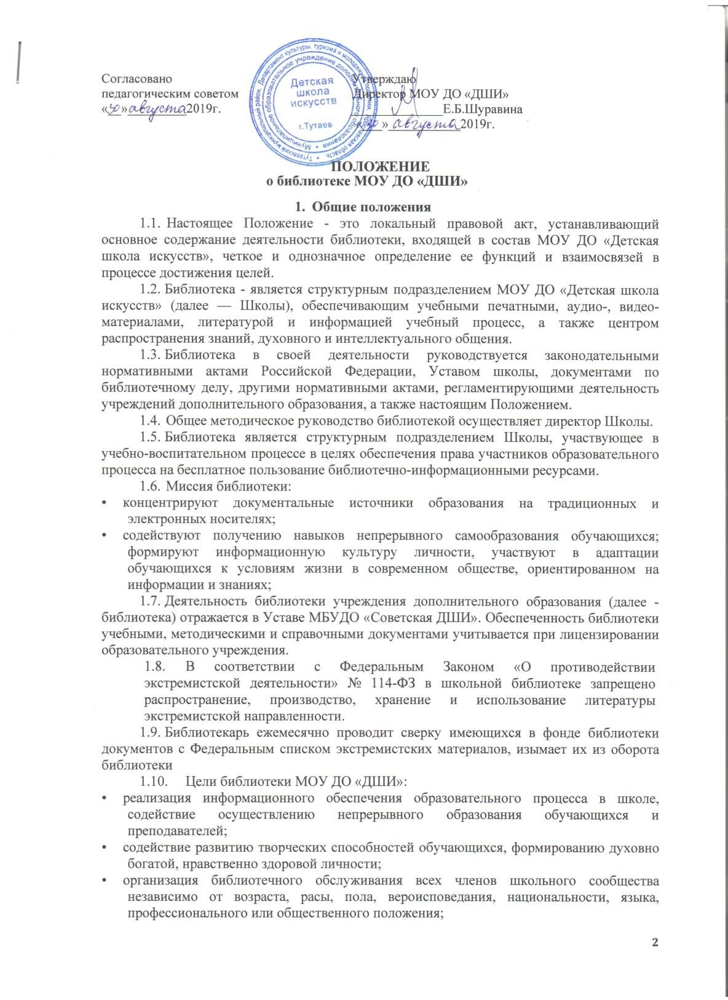 Согласовано
педагогическим советом
«30» августа 2019г.
Детская
школа
искусств
г.Тутаев
Утверждаю
Директор МОУ ДО «ДШИ»
______________Е.Б.Шуравина
«30» августа 2019г.
ПОЛОЖЕНИЕ
о библиотеке МОУ ДО «ДШИ»
1. Общие положения
1.1. Настоящее Положение - это локальный правовой акт, устанавливающий
основное содержание деятельности библиотеки, входящей в состав МОУ ДО «Детская
школа искусств», четкое и однозначное определение ее функций и взаимосвязей в
процессе достижения целей.
1.2. Библиотека - является структурным подразделением МОУ ДО «Детская школа
искусств» (далее — Школы), обеспечивающим учебными печатными, аудио-, видео-
материалами, литературой и информацией учебный процесс, а также центром
распространения знаний, духовного и интеллектуального общения.
1.3. Библиотека в своей деятельности руководствуется законодательными
нормативными актами Российской Федерации, Уставом школы, документами по
библиотечному делу, другими нормативными актами, регламентирующими деятельность
учреждений дополнительного образования, а также настоящим Положением.
1.4. Общее методическое руководство библиотекой осуществляет директор Школы.
1.5. Библиотека является структурным подразделением Школы, участвующее в
учебно-воспитательном процессе в целях обеспечения права участников образовательного
процесса на бесплатное пользование библиотечно-информационными ресурсами.
1.6. Миссия библиотеки:
• концентрируют документальные источники образования на традиционных и
электронных носителях;
• содействуют получению навыков непрерывного самообразования обучающихся;
формируют информационную культуру личности, участвуют в адаптации
обучающихся к условиям жизни в современном обществе, ориентированном на
информации и знаниях;
1.7. Деятельность библиотеки учреждения дополнительного образования (далее -
библиотека) отражается в Уставе МБУДО «Советская ДШИ». Обеспеченность библиотеки
учебными, методическими и справочными документами учитывается при лицензировании
образовательного учреждения.
1.8. В соответствии с Федеральным Законом «О противодействии
экстремистской деятельности» № 114-ФЗ в школьной библиотеке запрещено
распространение, производство, хранение и использование литературы
экстремистской направленности.
1.9. Библиотекарь ежемесячно проводит сверку имеющихся в фонде библиотеки
документов с Федеральным списком экстремистских материалов, изымает их из оборота
библиотеки
1.10. Цели библиотеки МОУ ДО «ДШИ»:
• реализация информационного обеспечения образовательного процесса в школе,
содействие осуществлению непрерывного образования обучающихся и
преподавателей;
• содействие развитию творческих способностей обучающихся, формированию духовно
богатой, нравственно здоровой личности;
• организация библиотечного обслуживания всех членов школьного сообщества
независимо от возраста, расы, пола, вероисповедания, национальности, языка,
профессионального или общественного положения;
2